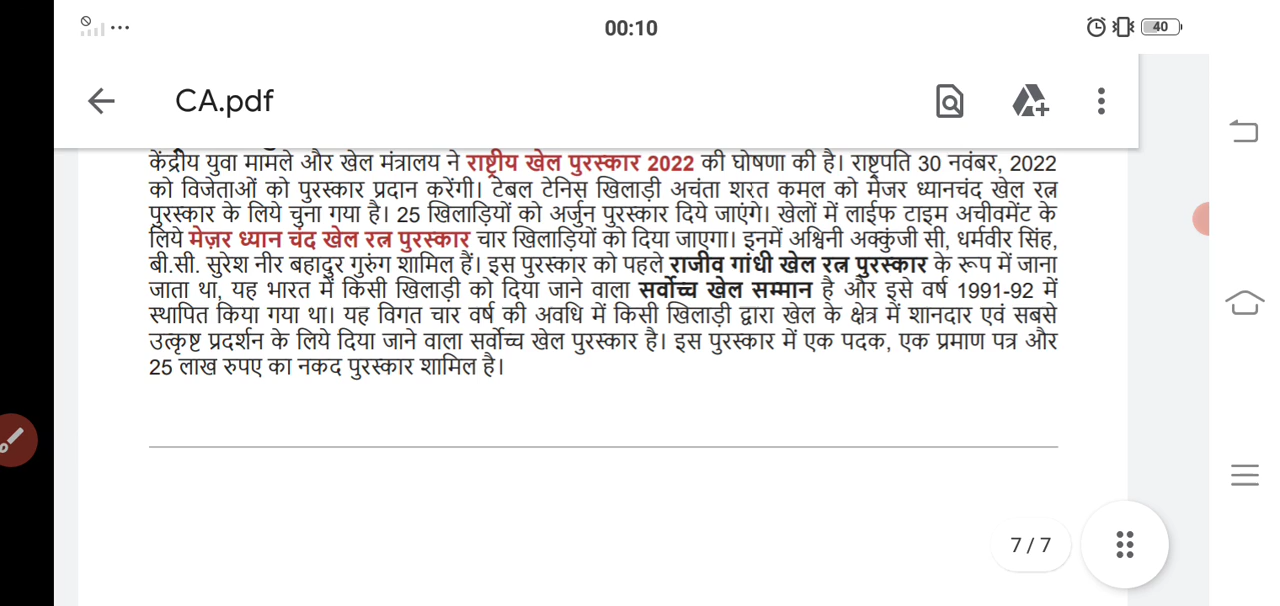 00:10
40
CA.pdf
केंद्रीय युवा मामले और खेल मंत्रालय ने राष्ट्रीय खेल पुरस्कार 2022 की घोषणा की है। राष्ट्रपति 30 नवंबर, 2022
को विजेताओं को पुरस्कार प्रदान करेंगी। टेबल टेनिस खिलाड़ी अचंता शरत कमल को मेजर ध्यानचंद खेल रत्न
पुरस्कार के लिये चुना गया है। 25 खिलाड़ियों को अर्जुन पुरस्कार दिये जाएंगे। खेलों में लाईफ टाइम अचीवमेंट के
लिये मेज़र ध्यान चंद खेल रत्न पुरस्कार चार खिलाड़ियों को दिया जाएगा। इनमें अश्विनी अक्कुंजी सी, धर्मवीर सिंह,
बी.सी. सुरेश नीर बहादुर गुरुंग शामिल हैं। इस पुरस्कार को पहले राजीव गांधी खेल रत्न पुरस्कार के रूप में जाना
जाता था, यह भारत में किसी खिलाड़ी को दिया जाने वाला सर्वोच्च खेल सम्मान है और इसे वर्ष 1991-92 में
स्थापित किया गया था। यह विगत चार वर्ष की अवधि में किसी खिलाड़ी द्वारा खेल के क्षेत्र में शानदार एवं सबसे
उत्कृष्ट प्रदर्शन के लिये दिया जाने वाला सर्वोच्च खेल पुरस्कार है। इस पुरस्कार में एक पदक, एक प्रमाण पत्र और
25 लाख रुपए का नकद पुरस्कार शामिल है।
7 / 7